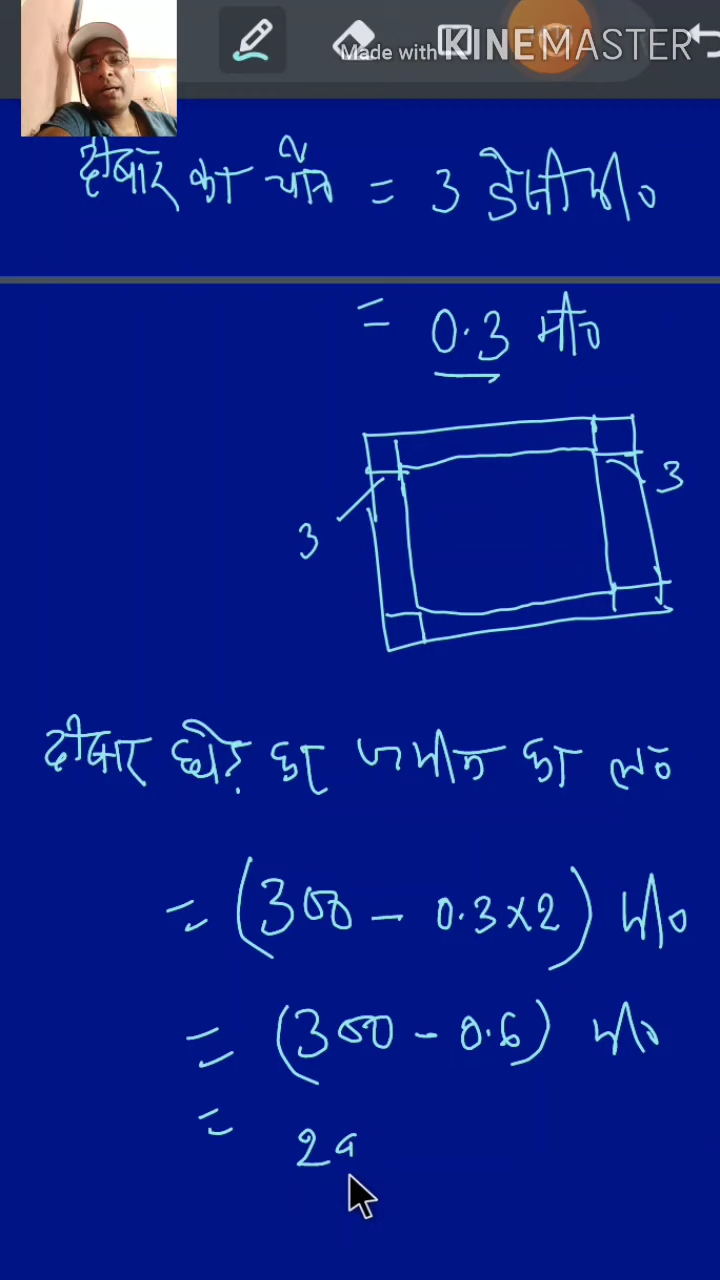 Made with KINEMASTER
दीवार का चौ० = 3 डेसीमी०
= 0.3 मी०
3
3
दीवार छोड़ कर जमीन का ल०
= (300 - 0.3×2) मी०
= (300 - 0.6) मी०
= 29